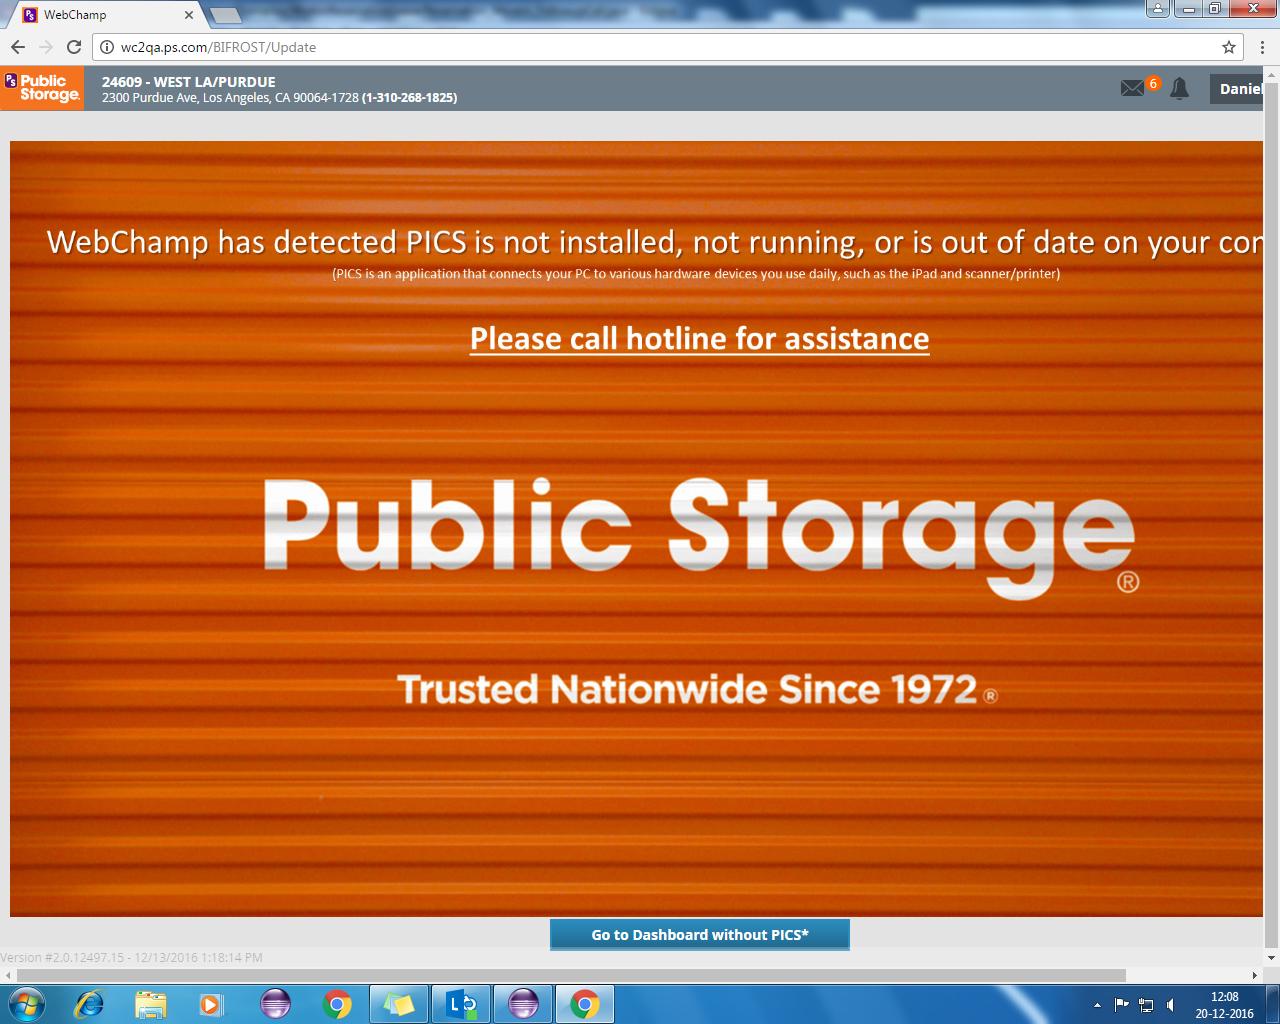 WebChamp
wc2qa.ps.com/BIFROST/Update
PS Public Storage.
24609 - WEST LA/PURDUE
2300 Purdue Ave, Los Angeles, CA 90064-1728 (1-310-268-1825)
6
Daniel
WebChamp has detected PICS is not installed, not running, or is out of date on your com
(PICS is an application that connects your PC to various hardware devices you use daily, such as the iPad and scanner/printer)
Please call hotline for assistance
Public Storage®
Trusted Nationwide Since 1972®
Go to Dashboard without PICS*
Version #2.0.12497.15 - 12/13/2016 1:18:14 PM
12:08
20-12-2016